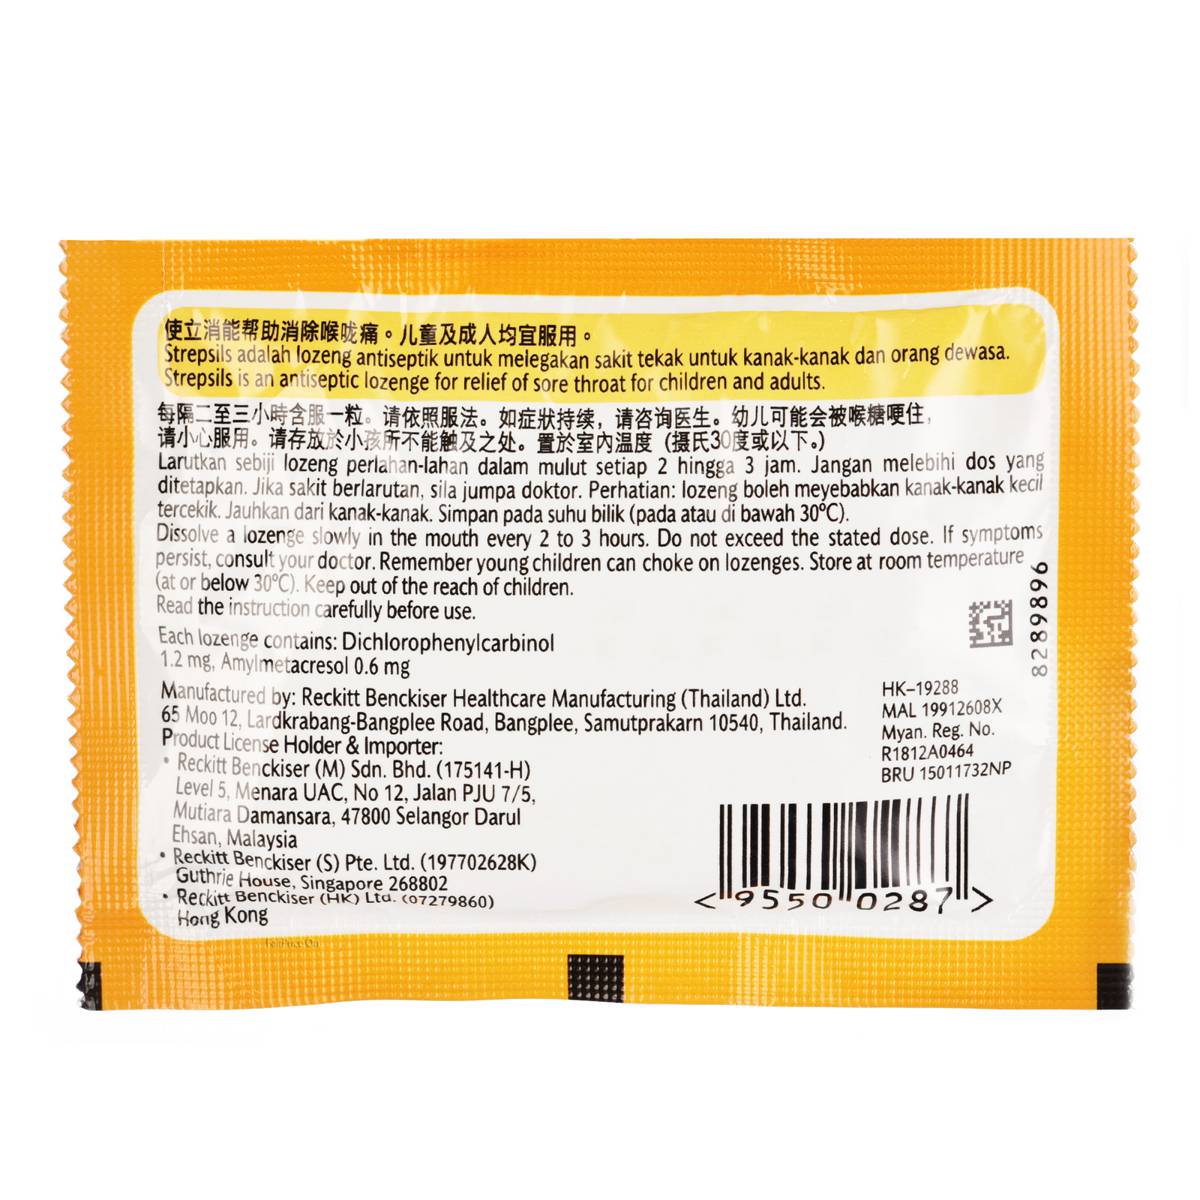 使立消能帮助消除喉咙痛。儿童及成人均宜服用。
Strepsils adalah lozeng antiseptik untuk melegakan sakit tekak untuk kanak-kanak dan orang dewasa.
Strepsils is an antiseptic lozenge for relief of sore throat for children and adults.
每隔二至三小時含服一粒。请依照服法。如症狀持续，请咨询医生。幼儿可能会被喉糖哽住，
请小心服用。请存放於小孩所不能触及之处。置於室內温度（摄氏30度或以下。）
Larutkan sebiji lozeng perlahan-lahan dalam mulut setiap 2 hingga 3 jam. Jangan melebihi dos yang
ditetapkan. Jika sakit berlarutan, sila jumpa doktor. Perhatian: lozeng boleh meyebabkan kanak-kanak kecil
tercekik. Jauhkan dari kanak-kanak. Simpan pada suhu bilik (pada atau di bawah 30ºC).
Dissolve a lozenge slowly in the mouth every 2 to 3 hours. Do not exceed the stated dose. If symptoms
persist, consult your doctor. Remember young children can choke on lozenges. Store at room temperature
(at or below 30ºC). Keep out of the reach of children.
Read the instruction carefully before use.
8289896
Each lozenge contains: Dichlorophenylcarbinol
1.2 mg, Amylmetacresol 0.6 mg
Manufactured by: Reckitt Benckiser Healthcare Manufacturing (Thailand) Ltd.
65 Moo 12, Lardkrabang-Bangplee Road, Bangplee, Samutprakarn 10540, Thailand.
Product License Holder & Importer:
• Reckitt Benckiser (M) Sdn. Bhd. (175141-H)
Level 5, Menara UAC, No 12, Jalan PJU 7/5,
Mutiara Damansara, 47800 Selangor Darul
Ehsan, Malaysia
• Reckitt Benckiser (S) Pte. Ltd. (197702628K)
Guthrie House, Singapore 268802
• Reckitt Benckiser (HK) Ltd. (07279860)
Hong Kong
HK-19288
MAL 19912608X
Myan. Reg. No.
R1812A0464
BRU 15011732NP
<9550 0287>